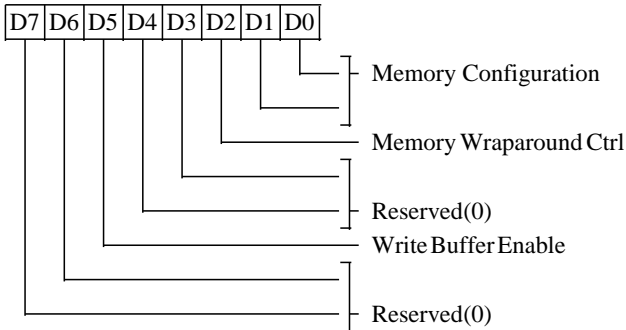 D7 D6 D5 D4 D3 D2 D1 D0
Memory Configuration
Memory Wraparound Ctrl
Reserved(0)
Write Buffer Enable
Reserved(0)